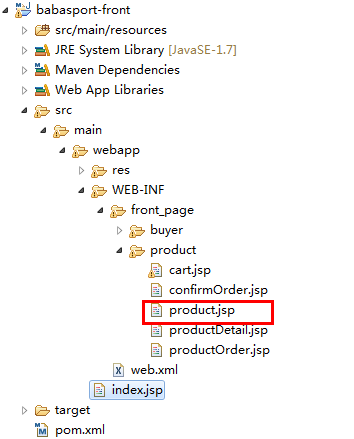 babasport-front
src/main/resources
JRE System Library [JavaSE-1.7]
Maven Dependencies
Web App Libraries
src
main
webapp
res
WEB-INF
front_page
buyer
product
cart.jsp
confirmOrder.jsp
product.jsp
productDetail.jsp
productOrder.jsp
web.xml
index.jsp
target
pom.xml